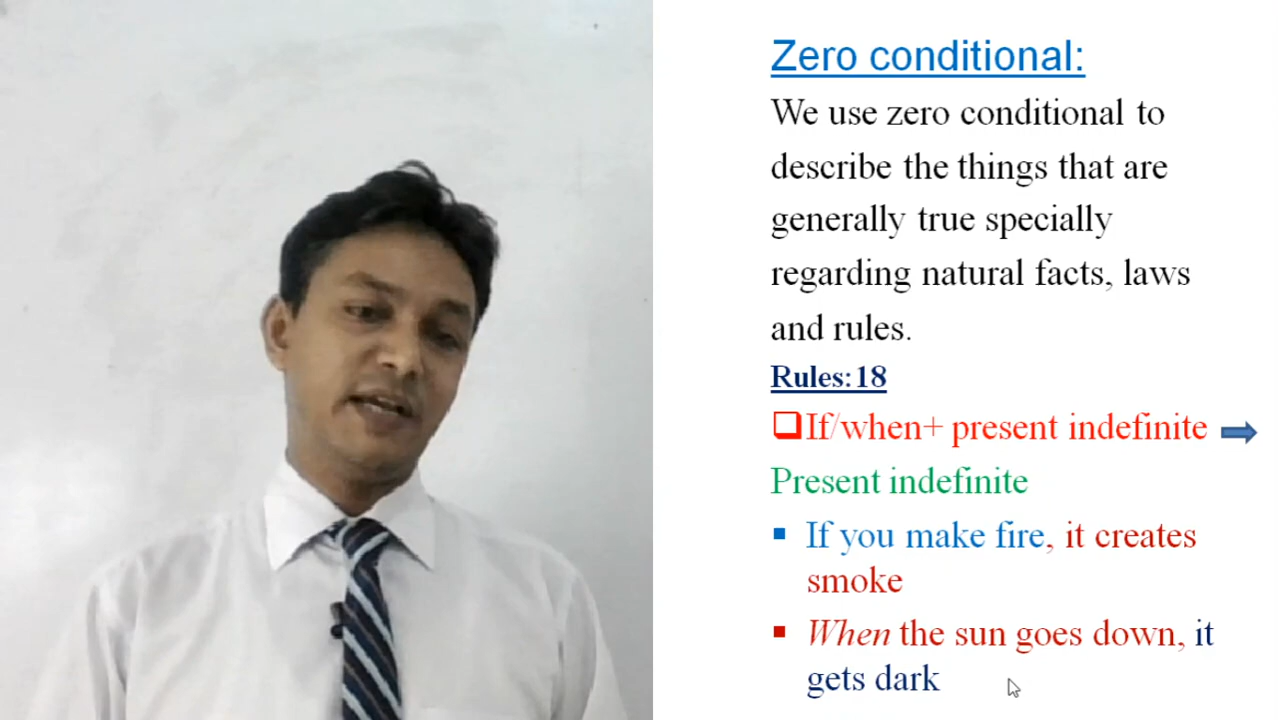 Zero conditional:
We use zero conditional to
describe the things that are
generally true specially
regarding natural facts, laws
and rules.
Rules:18
If/when+ present indefinite
Present indefinite
If you make fire, it creates
smoke
When the sun goes down, it
gets dark